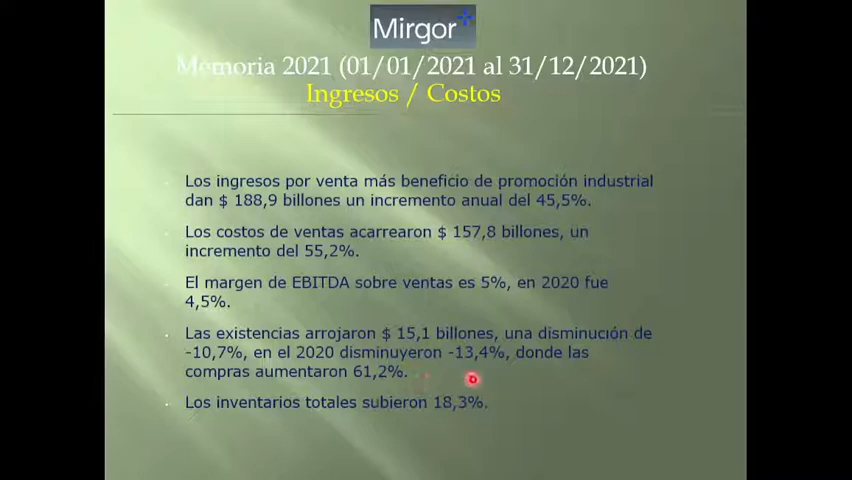 Mirgor
Memoria 2021 (01/01/2021 al 31/12/2021)
Ingresos / Costos
Los ingresos por venta más beneficio de promoción industrial
dan $ 188,9 billones un incremento anual del 45,5%.
Los costos de ventas acarrearon $ 157,8 billones, un
incremento del 55,2%.
El margen de EBITDA sobre ventas es 5%, en 2020 fue
4,5%.
Las existencias arrojaron $ 15,1 billones, una disminución de
-10,7%, en el 2020 disminuyeron -13,4%, donde las
compras aumentaron 61,2%.
Los inventarios totales subieron 18,3%.